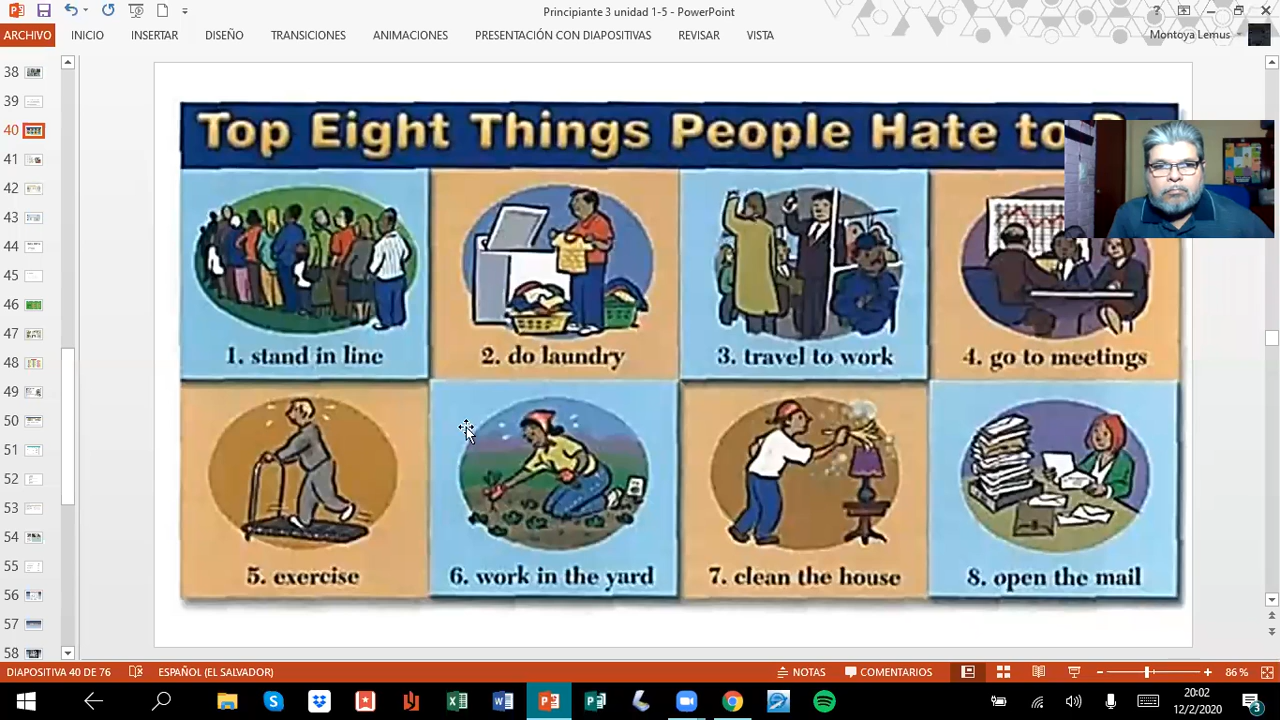 Principiante 3 unidad 1-5 - PowerPoint
ARCHIVO INICIO INSERTAR DISEÑO TRANSICIONES ANIMACIONES PRESENTACIÓN CON DIAPOSITIVAS REVISAR VISTA Montoya Lemus
38
39
40
41
42
43
44
45
46
47
48
49
50
51
52
53
54
55
56
57
58
Top Eight Things People Hate to
1. stand in line
2. do laundry
3. travel to work
4. go to meetings
5. exercise
6. work in the yard
7. clean the house
8. open the mail
DIAPOSITIVA 40 DE 76 ESPAÑOL (EL SALVADOR) NOTAS COMENTARIOS 86 %
20:02
12/2/2020
3